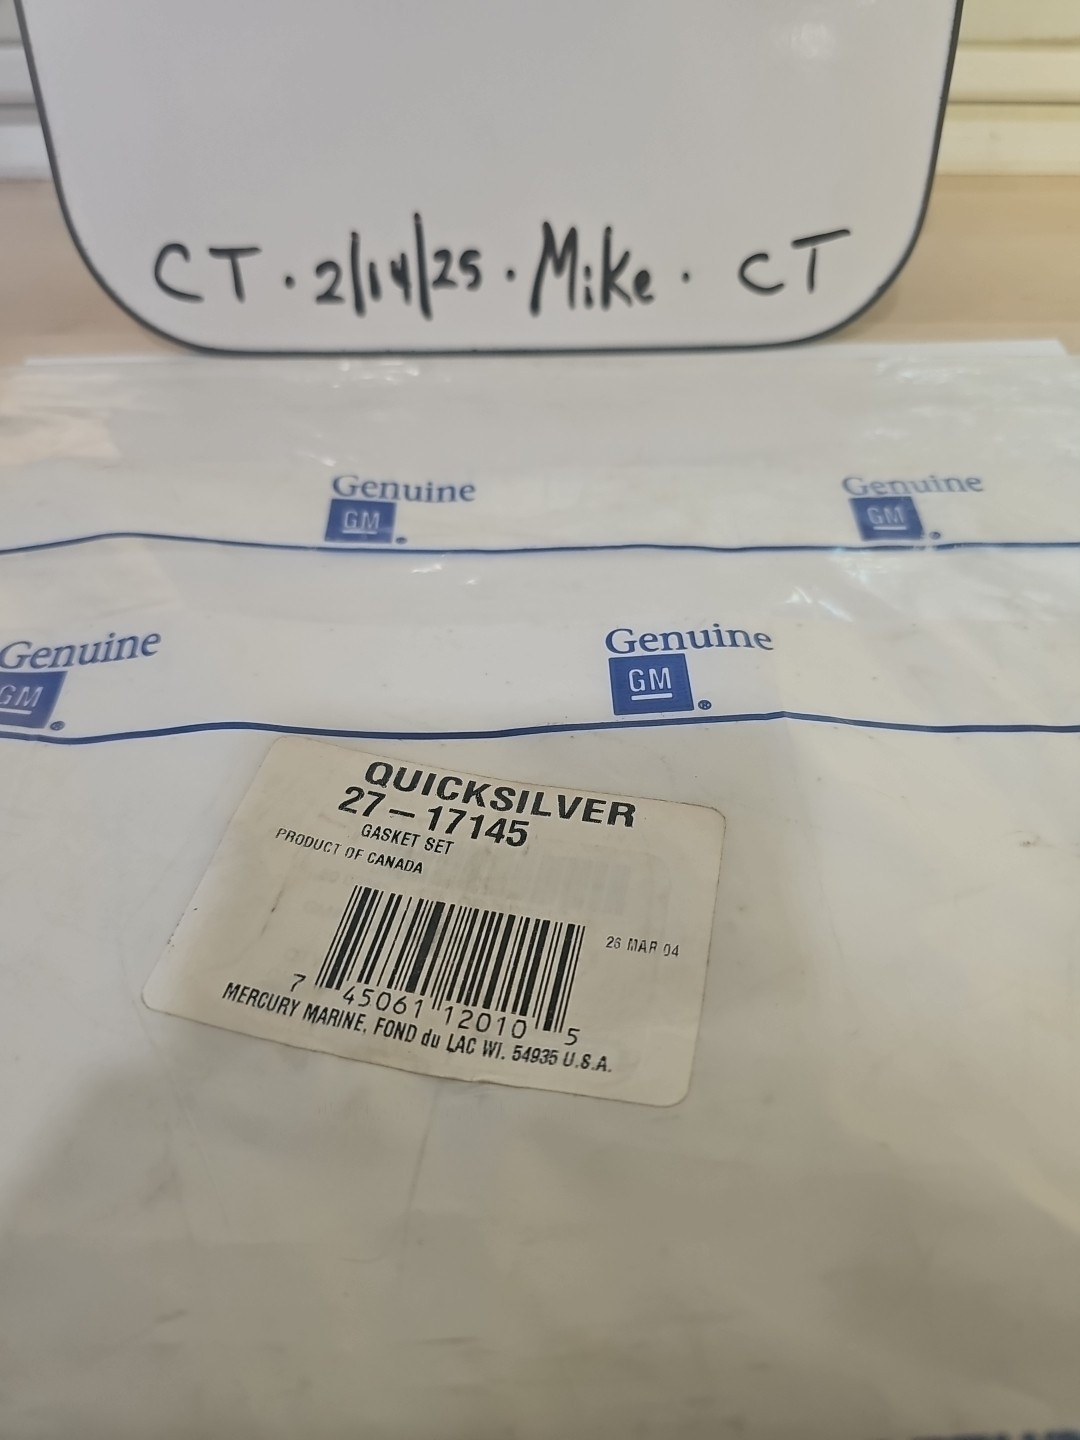 CT · 2/14/25 · Mike · CT
Genuine
GM
Genuine
GM
Genuine
GM ®
Genuine
GM ®
QUICKSILVER
27-17145
GASKET SET
PRODUCT OF CANADA
26 MAR 04
7 45061 12010 5
MERCURY MARINE, FOND du LAC WI. 54935 U.S.A.